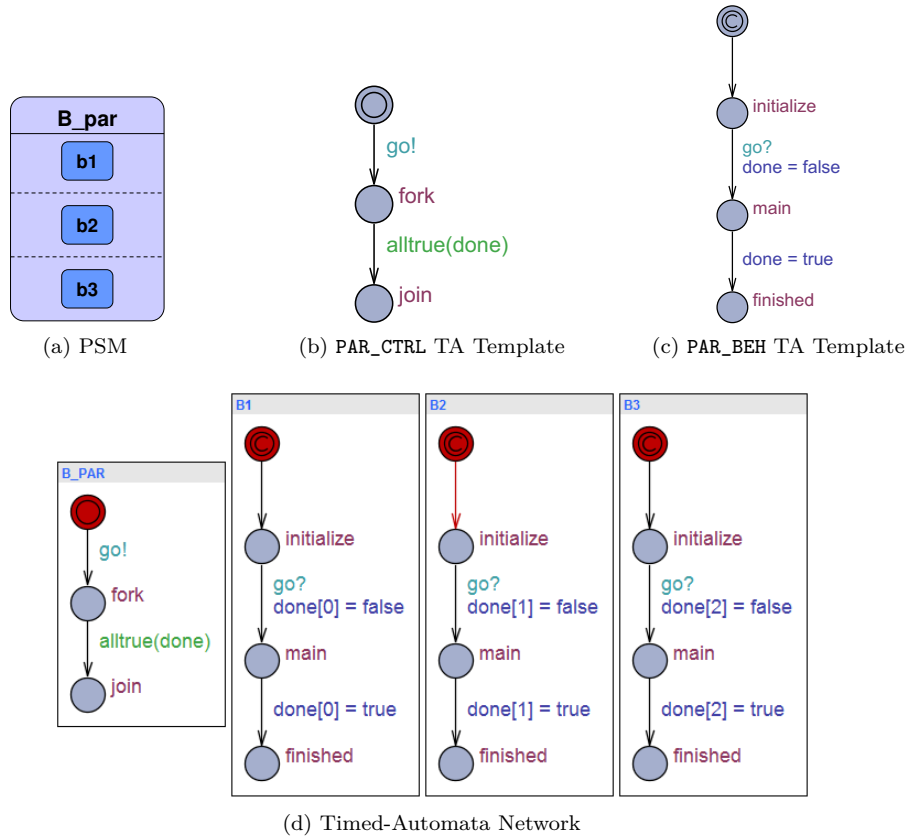 B_par
b1
b2
b3
(a) PSM
go!
fork
alltrue(done)
join
(b) PAR_CTRL TA Template
C
initialize
go?
done = false
main
done = true
finished
(c) PAR_BEH TA Template
B_PAR
go!
fork
alltrue(done)
join
B1
C
initialize
go?
done[0] = false
main
done[0] = true
finished
B2
C
initialize
go?
done[1] = false
main
done[1] = true
finished
B3
C
initialize
go?
done[2] = false
main
done[2] = true
finished
(d) Timed-Automata Network